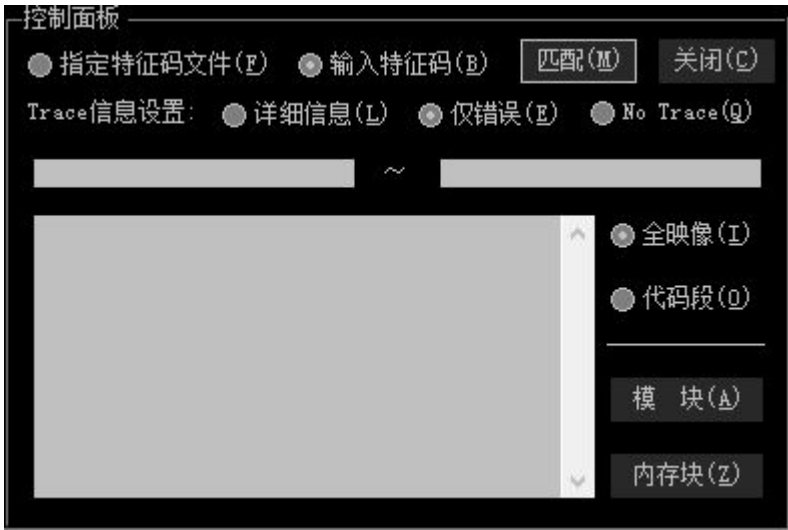 控制面板
指定特征码文件(F) 输入特征码(B) 匹配(M) 关闭(C)
Trace信息设置: 详细信息(L) 仅错误(E) No Trace(Q)
~
全映像(I)
代码段(O)
模 块(A)
内存块(Z)